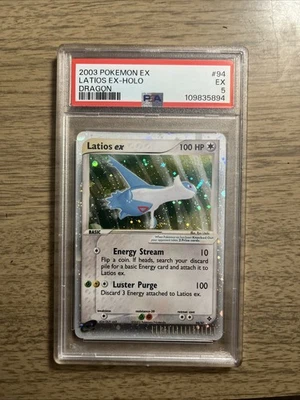 2003 POKEMON EX #94
LATIOS EX-HOLO EX
DRAGON 5
PSA 109835894
Latios ex 100 HP
BASIC
Energy Stream 10
Flip a coin. If heads, search your discard
pile for a basic Energy card and attach it to
Latios ex.
Luster Purge 100
Discard 3 Energy attached to Latios ex.